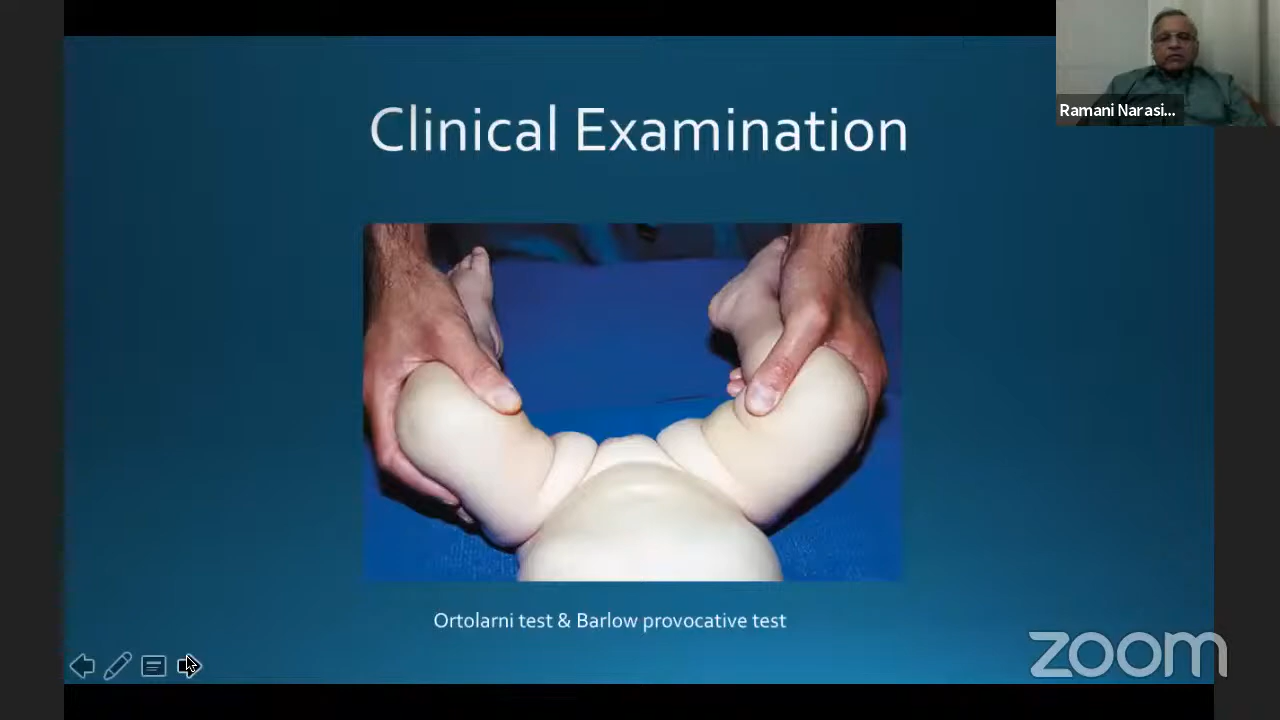 Clinical Examination
Ramani Narasi...
Ortolarni test & Barlow provocative test
zoom